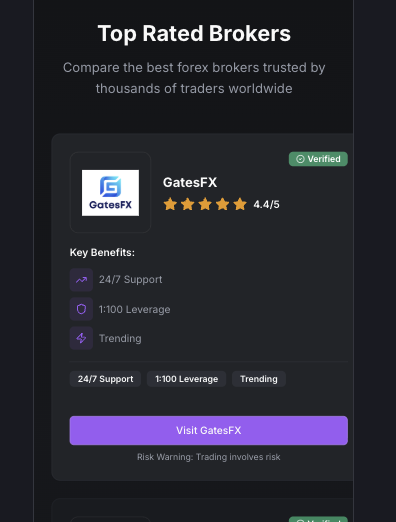 Top Rated Brokers
Compare the best forex brokers trusted by
thousands of traders worldwide
Verified
GatesFX
GatesFX
4.4/5
Key Benefits:
24/7 Support
1:100 Leverage
Trending
24/7 Support 1:100 Leverage Trending
Visit GatesFX
Risk Warning: Trading involves risk